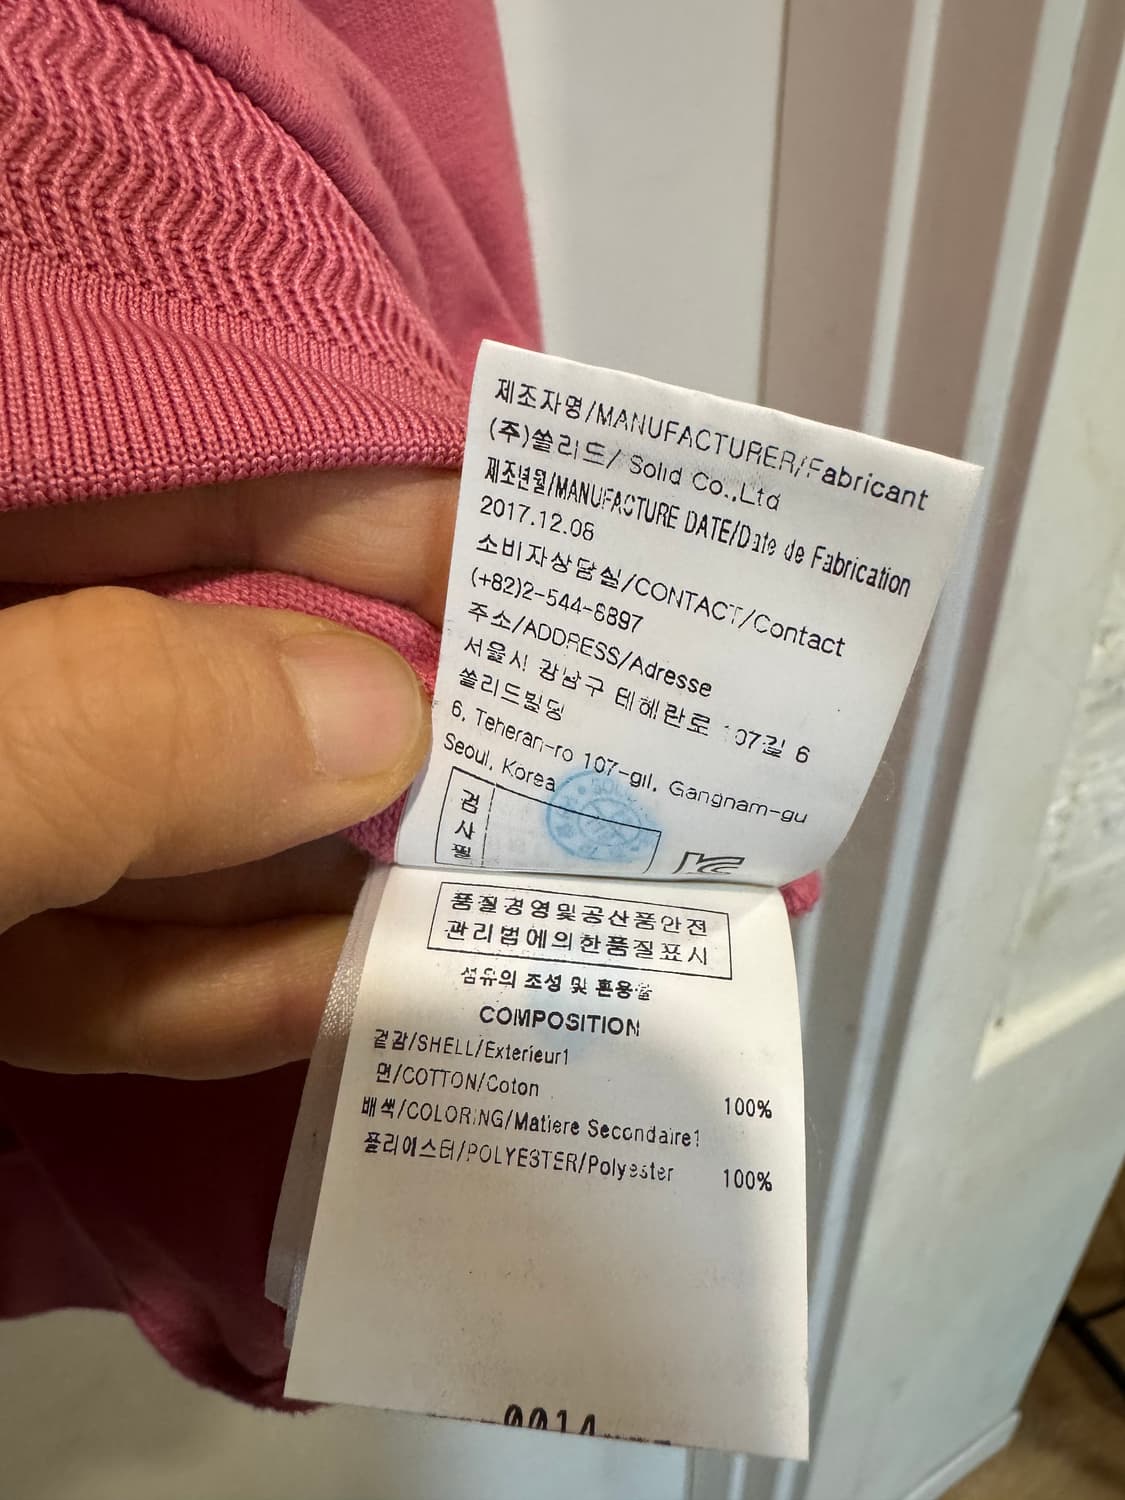 제조자명/MANUFACTURER/Fabricant
(주)쏠리드/ Solid Co.,Ltd
제조년월/MANUFACTURE DATE/Date de Fabrication
2017.12.08
소비자상담실/CONTACT/Contact
(+82)2-544-6897
주소/ADDRESS/Adresse
서울시 강남구 테헤란로 107길 6
쏠리드빌딩
6, Teheran-ro 107-gil, Gangnam-gu
Seoul, Korea
검사필
품질경영및공산품안전
관리법에의한품질표시
섬유의 조성 및 혼용율
COMPOSITION
겉감/SHELL/Exterieur1
면/COTTON/Coton 100%
배색/COLORING/Matiere Secondaire1
폴리에스터/POLYESTER/Polyester 100%